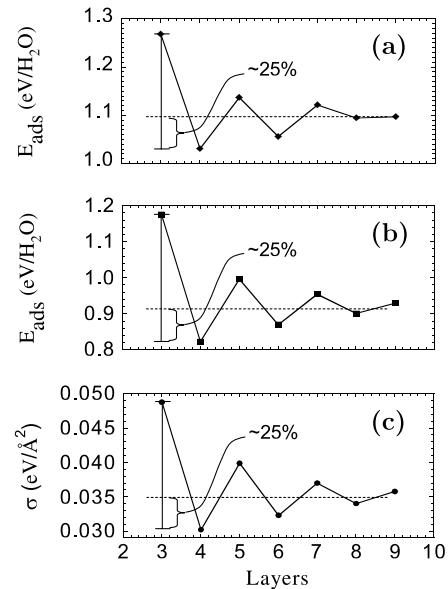 1.3
(a)
1.2
~25%
1.1
1.0
E_ads (eV/H₂O)
1.2
(b)
1.1
~25%
1.0
0.9
0.8
E_ads (eV/H₂O)
0.050
(c)
0.045
~25%
0.040
0.035
0.030
σ (eV/Å²)
2 3 4 5 6 7 8 9 10
Layers